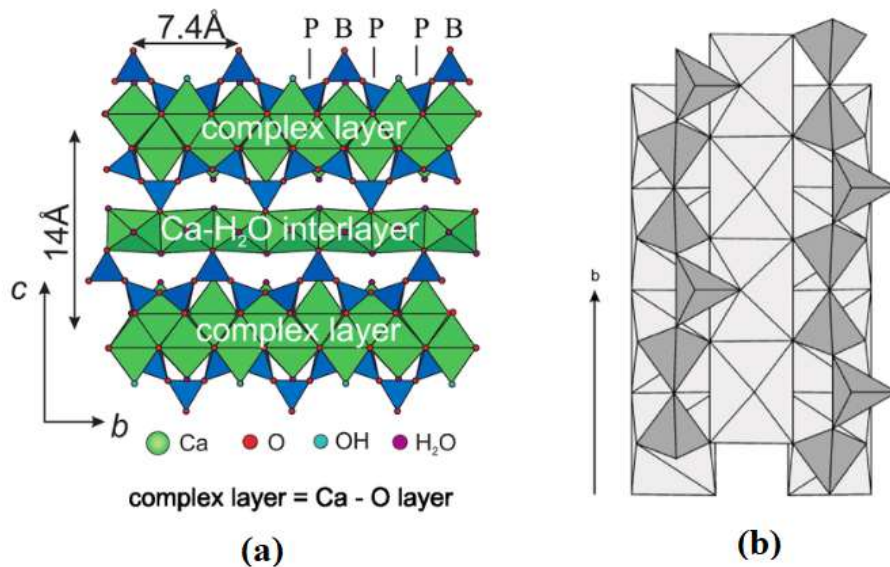 7.4Å P B P P B
complex layer
14Å
Ca-H₂O interlayer
complex layer
c
b
Ca O OH H₂O
complex layer = Ca - O layer
(a)
b
(b)